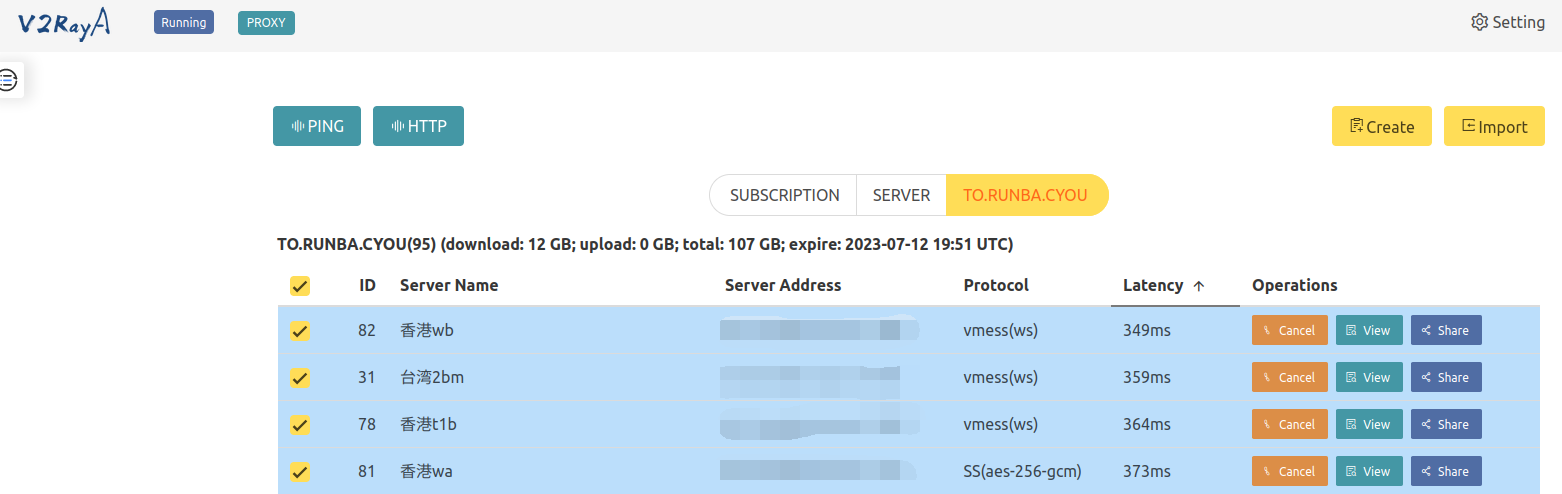 V2RayA Running PROXY Setting
PING HTTP Create Import
SUBSCRIPTION SERVER TO.RUNBA.CYOU
TO.RUNBA.CYOU(95) (download: 12 GB; upload: 0 GB; total: 107 GB; expire: 2023-07-12 19:51 UTC)
ID Server Name Server Address Protocol Latency Operations
82 香港wb vmess(ws) 349ms Cancel View Share
31 台湾2bm vmess(ws) 359ms Cancel View Share
78 香港t1b vmess(ws) 364ms Cancel View Share
81 香港wa SS(aes-256-gcm) 373ms Cancel View Share